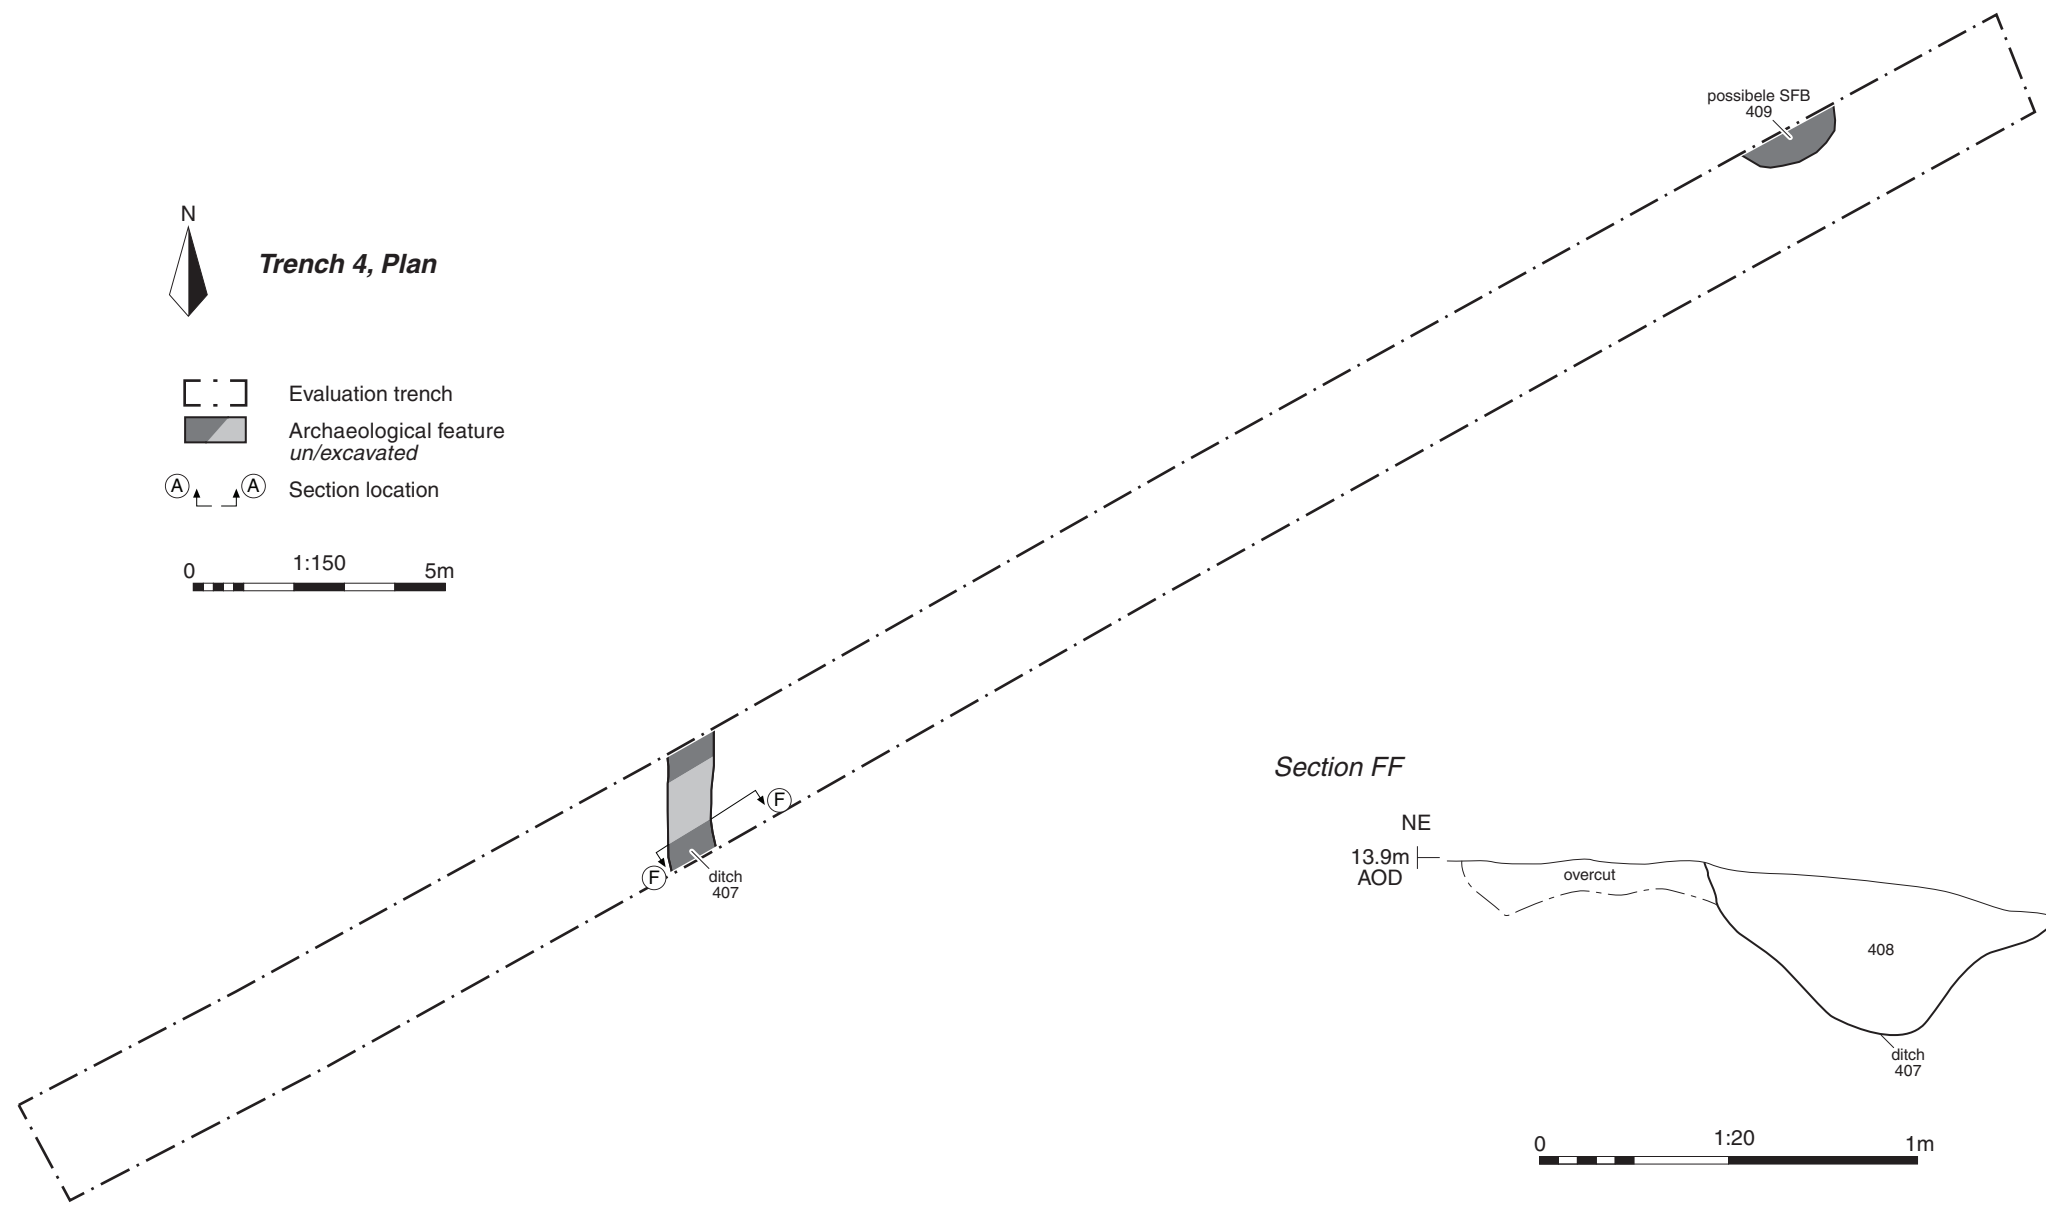 possibele SFB
409
N
Trench 4, Plan
Evaluation trench
Archaeological feature
un/excavated
A A Section location
1:150
0 5m
F
F
ditch
407
Section FF
NE
13.9m
AOD
overcut
408
ditch
407
1:20
0 1m